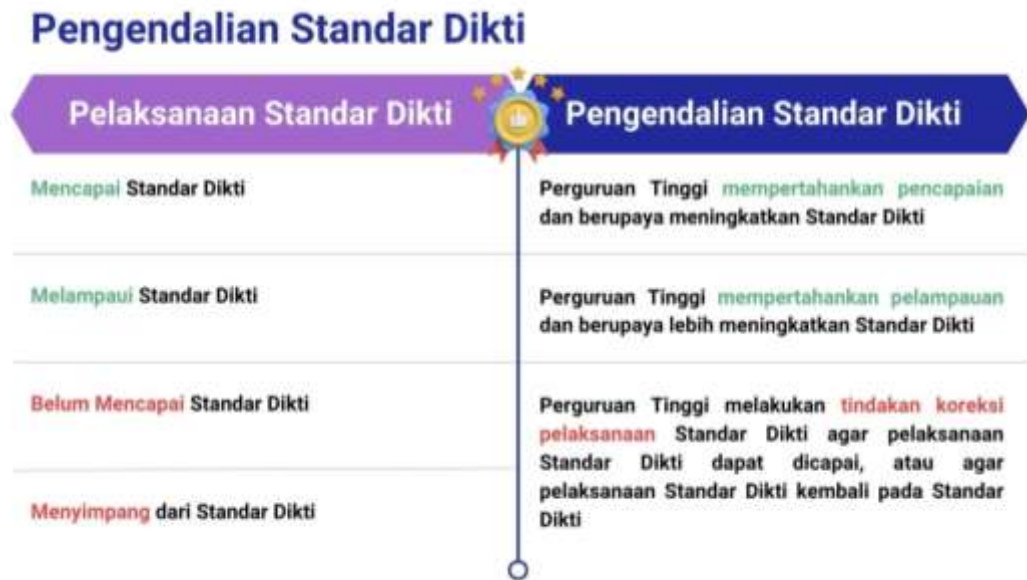 Pengendalian Standar Dikti
Pelaksanaan Standar Dikti
Pengendalian Standar Dikti
Mencapai Standar Dikti
Perguruan Tinggi mempertahankan pencapaian
dan berupaya meningkatkan Standar Dikti
Melampaui Standar Dikti
Perguruan Tinggi mempertahankan pelampauan
dan berupaya lebih meningkatkan Standar Dikti
Belum Mencapai Standar Dikti
Menyimpang dari Standar Dikti
Perguruan Tinggi melakukan tindakan koreksi
pelaksanaan Standar Dikti agar pelaksanaan
Standar Dikti dapat dicapai, atau agar
pelaksanaan Standar Dikti kembali pada Standar
Dikti